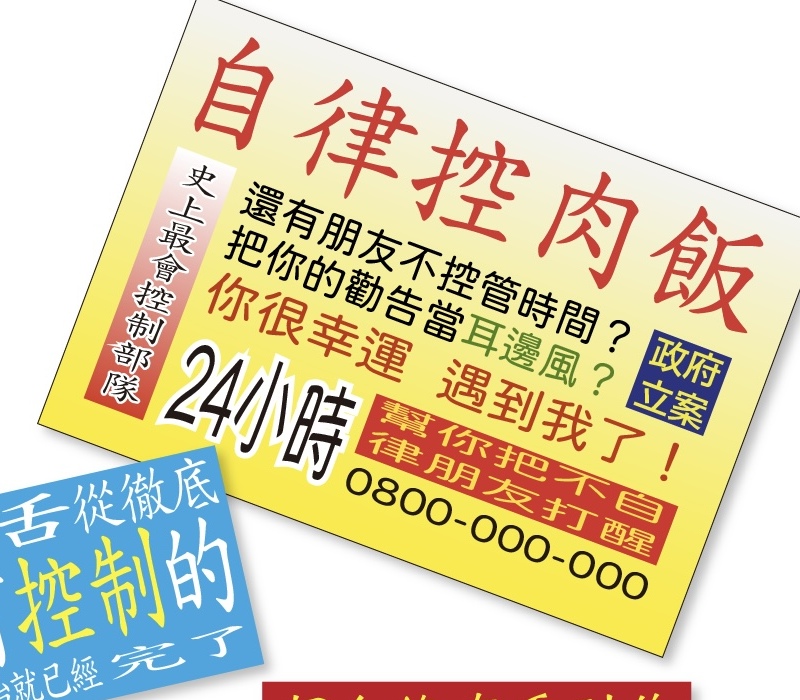 自律控肉飯
史上最會控制部隊
還有朋友不控管時間？
把你的勸告當耳邊風？
你很幸運 遇到我了！
政府
立案
24小時
幫你把不自
律朋友打醒
0800-000-000
舌從徹底
控制的
就已經完了